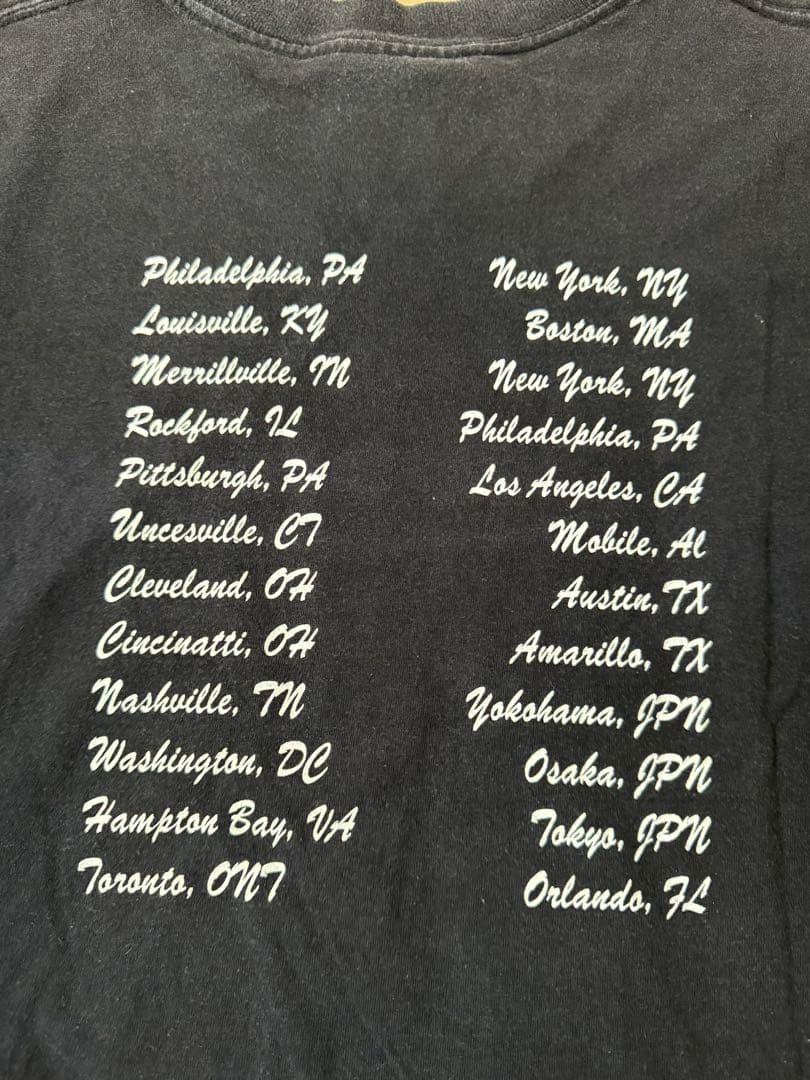 Philadelphia, PA
Louisville, KY
Merrillville, IN
Rockford, IL
Pittsburgh, PA
Uncesville, CT
Cleveland, OH
Cincinatti, OH
Nashville, TN
Washington, DC
Hampton Bay, VA
Toronto, ONT
New York, NY
Boston, MA
New York, NY
Philadelphia, PA
Los Angeles, CA
Mobile, Al
Austin, TX
Amarillo, TX
Yokohama, JPN
Osaka, JPN
Tokyo, JPN
Orlando, FL